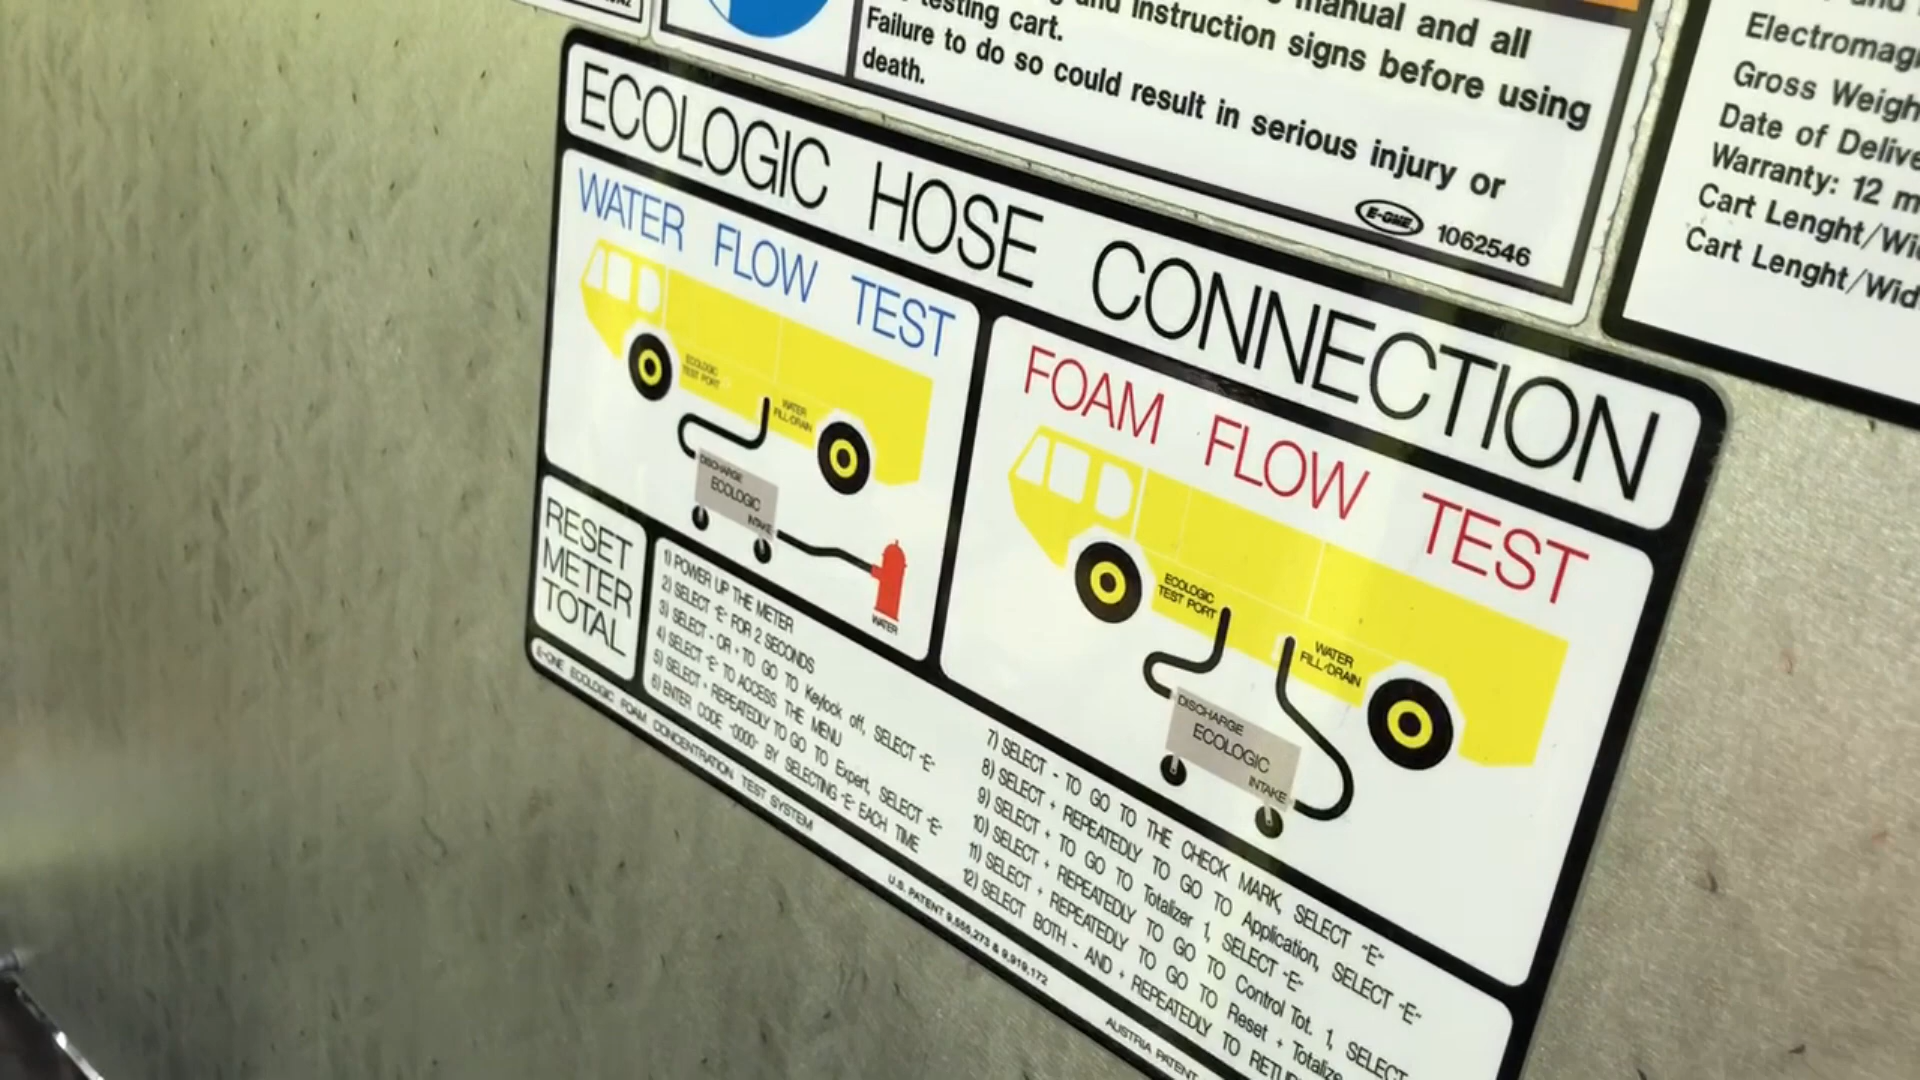 manual and all
and instruction signs before using
testing cart.
Failure to do so could result in serious injury or
death.
E-ONE 1062546
Gross
Date of
Warranty: 12
Cart Lenght/
Cart Lenght/
ECOLOGIC HOSE CONNECTION
WATER FLOW TEST
ECOLOGIC
TEST PORT
WATER
FILL/DRAIN
DISCHARGE
ECOLOGIC
INTAKE
WATER
FOAM FLOW TEST
ECOLOGIC
TEST PORT
WATER
FILL/DRAIN
DISCHARGE
ECOLOGIC
INTAKE
RESET
METER
TOTAL
1) POWER UP THE METER
2) SELECT "E" FOR 2 SECONDS
3) SELECT - OR + TO GO TO Keylock off, SELECT "E"
4) SELECT "E" TO ACCESS THE MENU
5) SELECT + REPEATEDLY TO GO TO Expert, SELECT "E"
6) ENTER CODE "0000" BY SELECTING "E" EACH TIME
7) SELECT - TO GO TO THE CHECK MARK, SELECT "E"
8) SELECT + REPEATEDLY TO GO TO Application, SELECT "E"
9) SELECT + TO GO TO Totalizer 1, SELECT "E"
10) SELECT + REPEATEDLY TO GO TO Control Tot. 1, SELECT
11) SELECT + REPEATEDLY TO GO TO Reset + Totalize
12) SELECT BOTH - AND + REPEATEDLY TO
E-ONE ECOLOGIC FOAM CONCENTRATION TEST SYSTEM
U.S. PATENT 9,555,273 & 9,919,172
AUSTRIA PATENT